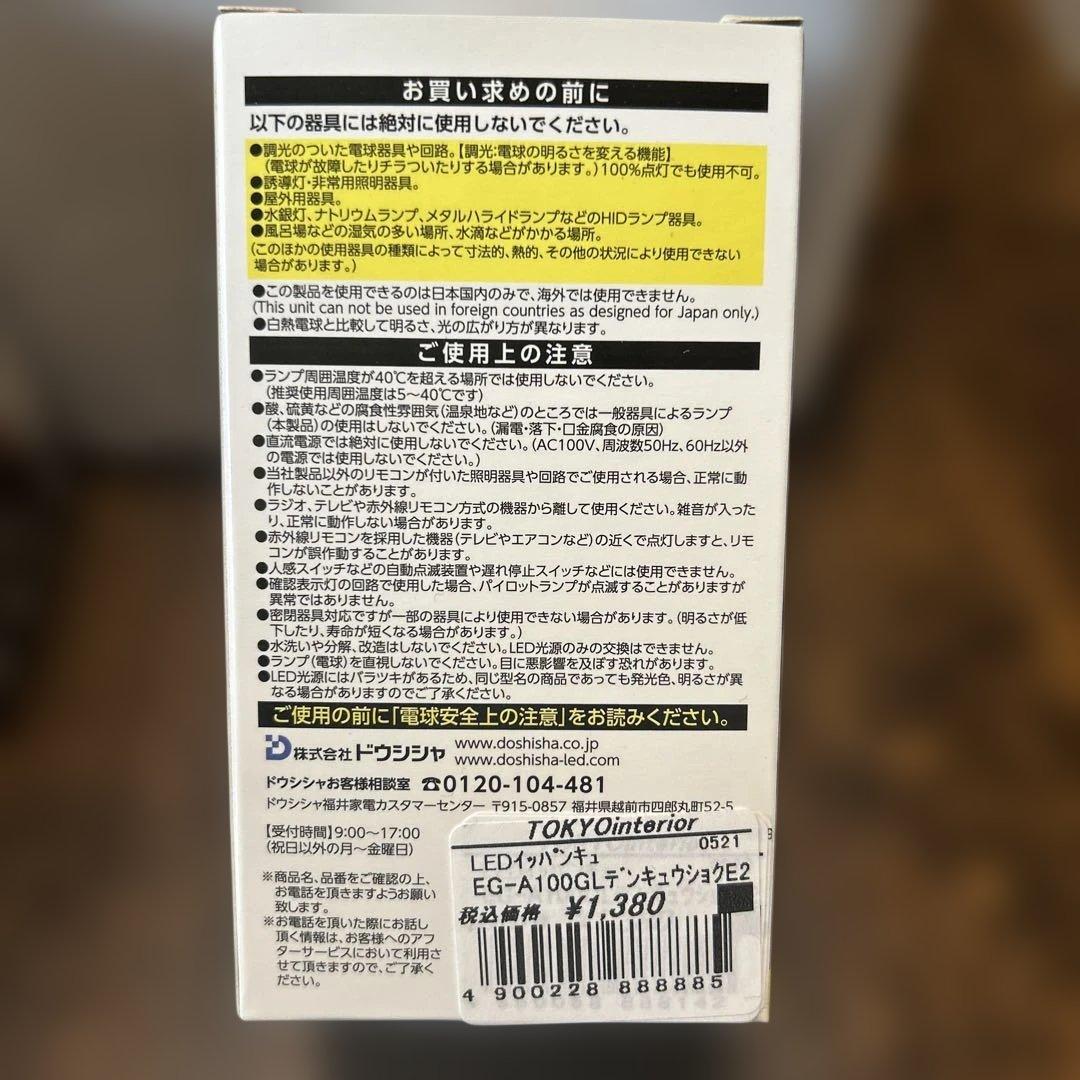 お買い求めの前に
以下の器具には絶対に使用しないでください。
●調光のついた電球器具や回路。【調光:電球の明るさを変える機能】
(電球が故障したりチラついたりする場合があります。)100%点灯でも使用不可。
●誘導灯・非常用照明器具。
●屋外用器具。
●水銀灯、ナトリウムランプ、メタルハライドランプなどのHIDランプ器具。
●風呂場などの湿気の多い場所、水滴などがかかる場所。
(このほかの使用器具の種類によって寸法的、熱的、その他の状況により使用できない
場合があります。)
●この製品を使用できるのは日本国内のみで、海外では使用できません。
(This unit can not be used in foreign countries as designed for Japan only.)
●白熱電球と比較して明るさ、光の広がり方が異なります。
ご使用上の注意
●ランプ周囲温度が40℃を超える場所では使用しないでください。
(推奨使用周囲温度は5〜40℃です)
●酸、硫黄などの腐食性雰囲気(温泉地など)のところでは一般器具によるランプ
(本製品)の使用はしないでください。(漏電・落下・口金腐食の原因)
●直流電源では絶対に使用しないでください。(AC100V、周波数50Hz、60Hz以外
の電源では使用しないでください。)
●当社製品以外のリモコンが付いた照明器具や回路でご使用される場合、正常に動
作しないことがあります。
●ラジオ、テレビや赤外線リモコン方式の機器から離して使用ください。雑音が入った
り、正常に動作しない場合があります。
●赤外線リモコンを採用した機器(テレビやエアコンなど)の近くで点灯しますと、リモ
コンが誤作動することがあります。
●人感スイッチなどの自動点滅装置や遅れ停止スイッチなどには使用できません。
●確認表示灯の回路で使用した場合、パイロットランプが点滅することがありますが
異常ではありません。
●密閉器具対応ですが一部の器具により使用できない場合があります。(明るさが低
下したり、寿命が短くなる場合があります。)
●水洗いや分解、改造はしないでください。LED光源のみの交換はできません。
●ランプ(電球)を直視しないでください。目に悪影響を及ぼす恐れがあります。
●LED光源にはバラツキがあるため、同じ型名の商品であっても発光色、明るさが異
なる場合がありますのでご了承ください。
ご使用の前に「電球安全上の注意」をお読みください。
株式会社ドウシシャ
www.doshisha.co.jp
www.doshisha-led.com
ドウシシャお客様相談室 ☎0120-104-481
ドウシシャ福井家電カスタマーセンター 〒915-0857 福井県越前市四郎丸町52-5
【受付時間】9:00〜17:00
(祝日以外の月〜金曜日)
※商品名、品番をご確認の上、
お電話を頂きますようお願い
致します。
※お電話を頂いた際にお話し
頂く情報は、お客様へのアフ
ターサービスにおいて利用さ
せて頂きますので、ご了承く
ださい。
TOKYOinterior
0521
LEDイッパンキュ
EG-A100GLデンキュウショクE2
税込価格 ¥1,380
4 900228 888885